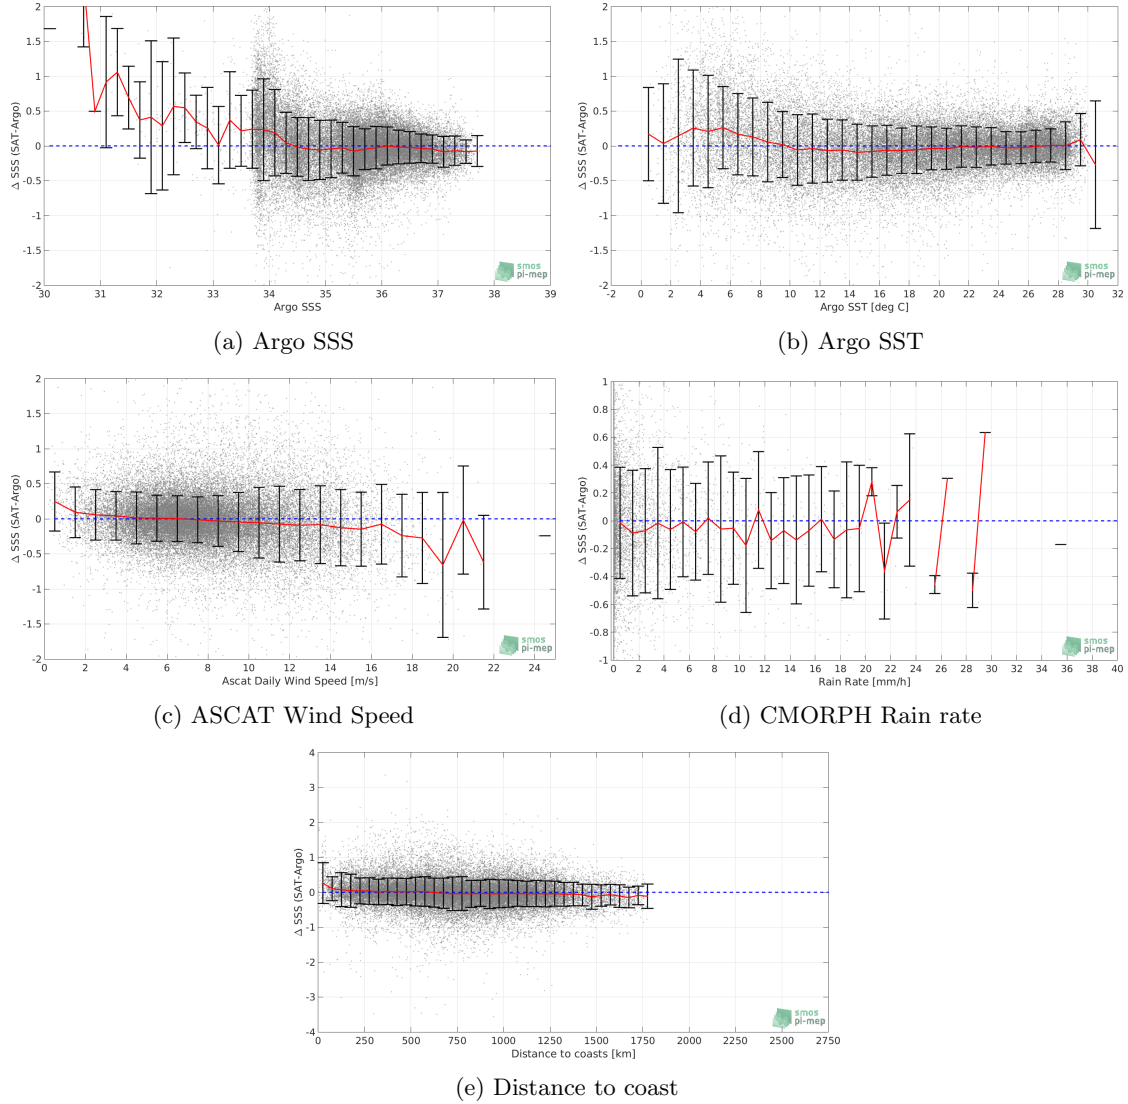 2
1.5
1
0.5
0
-0.5
-1
-1.5
-2
Δ SSS (SAT-Argo)
30 31 32 33 34 35 36 37 38 39
Argo SSS
smos
pi-mep
(a) Argo SSS
2
1.5
1
0.5
0
-0.5
-1
-1.5
-2
Δ SSS (SAT-Argo)
-2 0 2 4 6 8 10 12 14 16 18 20 22 24 26 28 30 32
Argo SST [deg C]
smos
pi-mep
(b) Argo SST
2
1.5
1
0.5
0
-0.5
-1
-1.5
-2
Δ SSS (SAT-Argo)
0 2 4 6 8 10 12 14 16 18 20 22 24
Ascat Daily Wind Speed [m/s]
smos
pi-mep
(c) ASCAT Wind Speed
1
0.8
0.6
0.4
0.2
0
-0.2
-0.4
-0.6
-0.8
-1
Δ SSS (SAT-Argo)
0 2 4 6 8 10 12 14 16 18 20 22 24 26 28 30 32 34 36 38 40
Rain Rate [mm/h]
smos
pi-mep
(d) CMORPH Rain rate
4
3
2
1
0
-1
-2
-3
-4
Δ SSS (SAT-Argo)
0 250 500 750 1000 1250 1500 1750 2000 2250 2500 2750
Distance to coasts [km]
smos
pi-mep
(e) Distance to coast